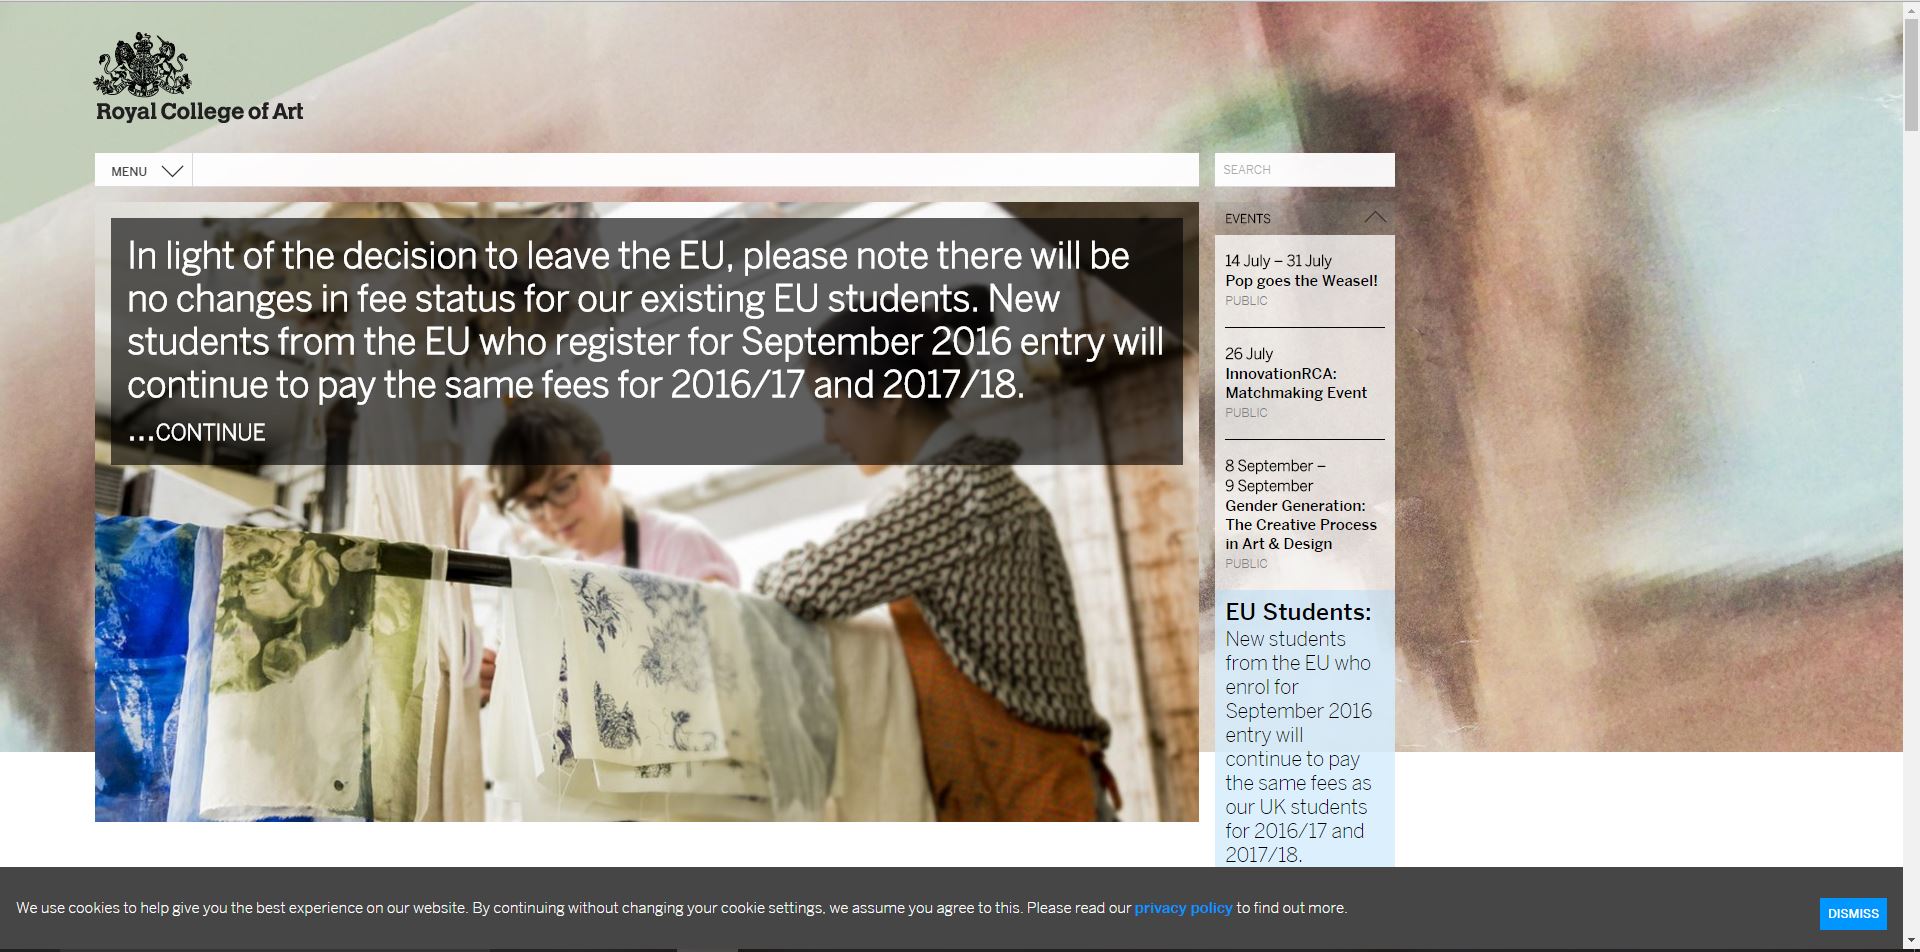 Royal College of Art
MENU
SEARCH
In light of the decision to leave the EU, please note there will be
no changes in fee status for our existing EU students. New
students from the EU who register for September 2016 entry will
continue to pay the same fees for 2016/17 and 2017/18.
...CONTINUE
EVENTS
14 July – 31 July
Pop goes the Weasel!
PUBLIC
26 July
InnovationRCA:
Matchmaking Event
PUBLIC
8 September –
9 September
Gender Generation:
The Creative Process
in Art & Design
PUBLIC
EU Students:
New students
from the EU who
enrol for
September 2016
entry will
continue to pay
the same fees as
our UK students
for 2016/17 and
2017/18.
We use cookies to help give you the best experience on our website. By continuing without changing your cookie settings, we assume you agree to this. Please read our privacy policy to find out more.
DISMISS